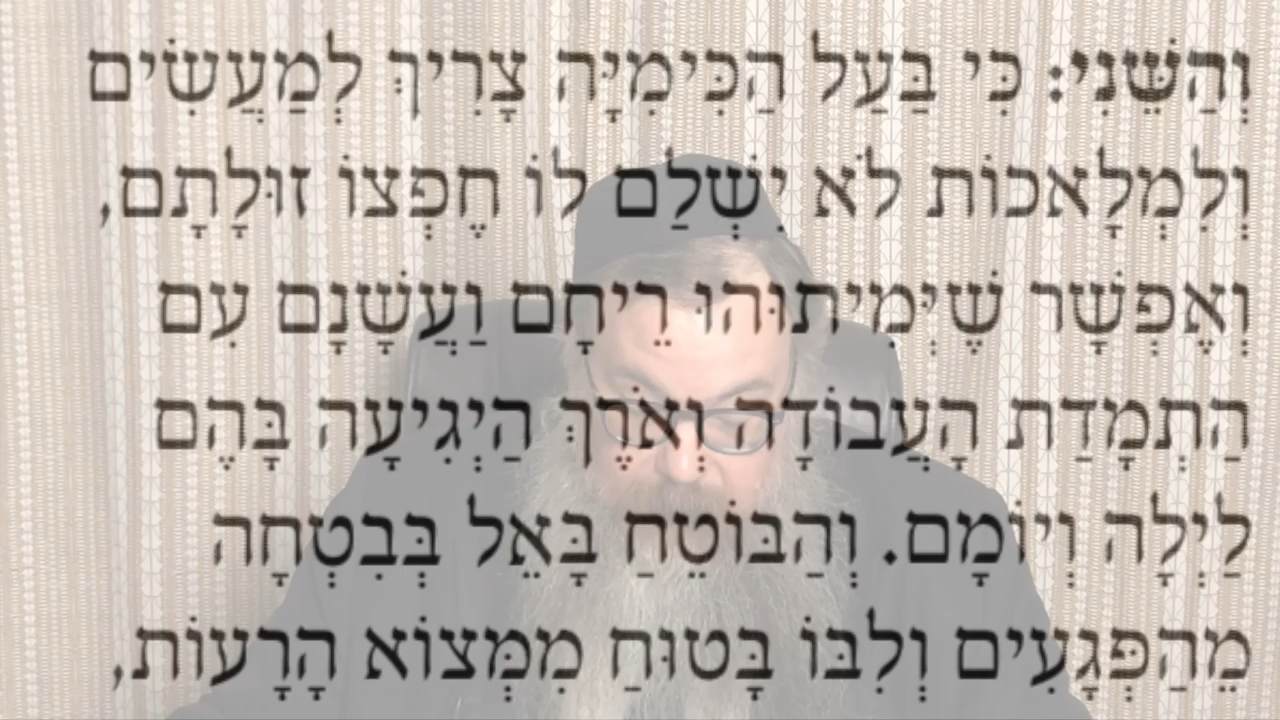 וְהַשֵּׁנִי: כִּי בַּעַל הַכִּימִיָּה צָרִיךְ לְמַעֲשִׂים
וְלִמְלָאכוֹת לֹא יִשְׁלַם לוֹ חֶפְצוֹ זוּלָתָם,
וְאֶפְשָׁר שֶׁיְּמִיתוּהוּ רֵיחָם וַעֲשָׁנָם עִם
הַתְמָדַת הָעֲבוֹדָה וְאֹרֶךְ הַיְגִיעָה בָּהֶם
לַיְלָה וְיוֹמָם. וְהַבּוֹטֵחַ בָּאֵל בְּבִטְחָה
מֵהַפְּגָעִים וְלִבּוֹ בָּטוּחַ מִמְּצוֹא הָרָעוֹת,